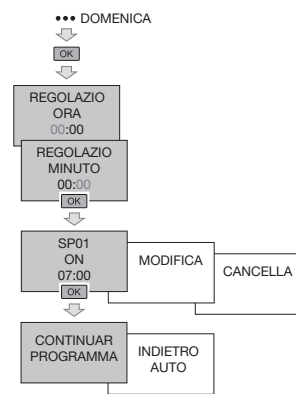 ••• DOMENICA
OK
REGOLAZIO
ORA
00:00
REGOLAZIO
MINUTO
00:00
OK
SP01
ON
07:00
OK
MODIFICA
CANCELLA
CONTINUAR
PROGRAMMA
INDIETRO
AUTO